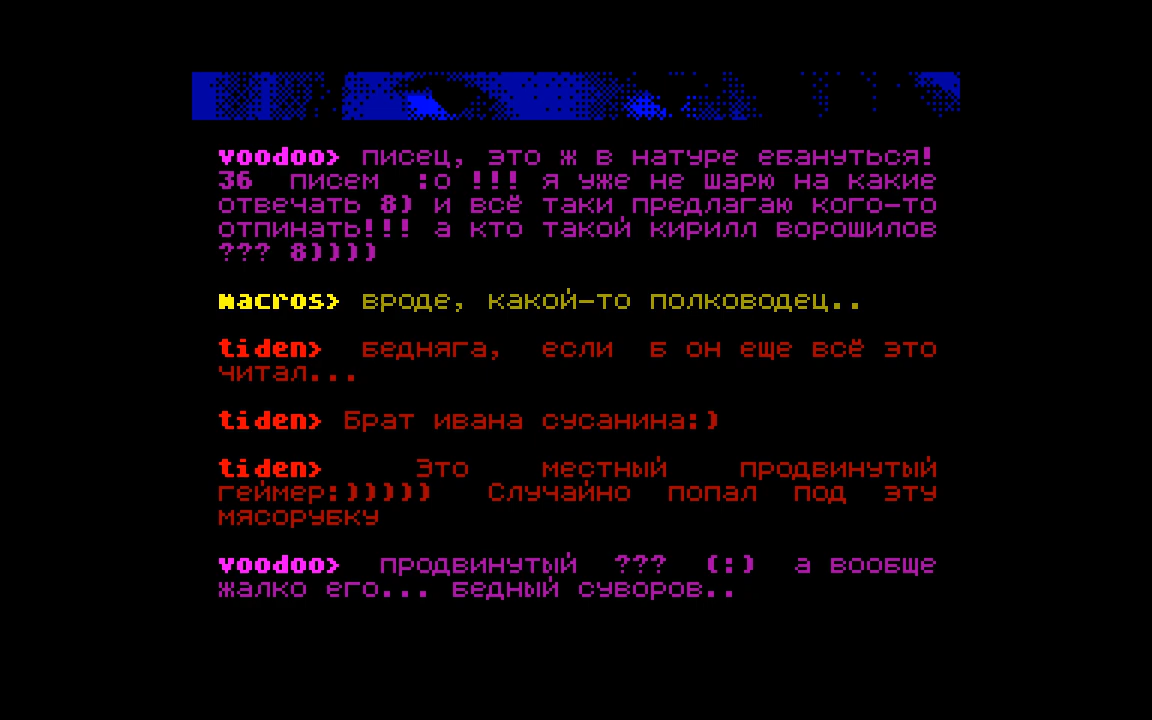 voodoo> писец, это ж в натуре ебануться!
36 писем :о !!! я уже не шарю на какие
отвечать 8) и всё таки предлагаю кого-то
отпинать!!! а кто такой кирилл ворошилов
??? 8))))
macros> вроде, какой-то полководец..
tiden> бедняга, если б он еще всё это
читал...
tiden> Брат ивана сусанина:)
tiden> Это местный продвинутый
геймер:))))) Случайно попал под эту
мясорубку
voodoo> продвинутый ??? (:) а вообще
жалко его... бедный суворов..